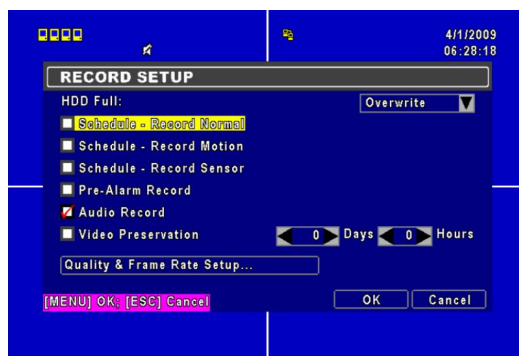 4/1/2009
06:28:18
RECORD SETUP
HDD Full: Overwrite
Schedule - Record Normal
Schedule - Record Motion
Schedule - Record Sensor
Pre-Alarm Record
Audio Record
Video Preservation 0 Days 0 Hours
Quality & Frame Rate Setup...
[MENU] OK; [ESC] Cancel OK Cancel